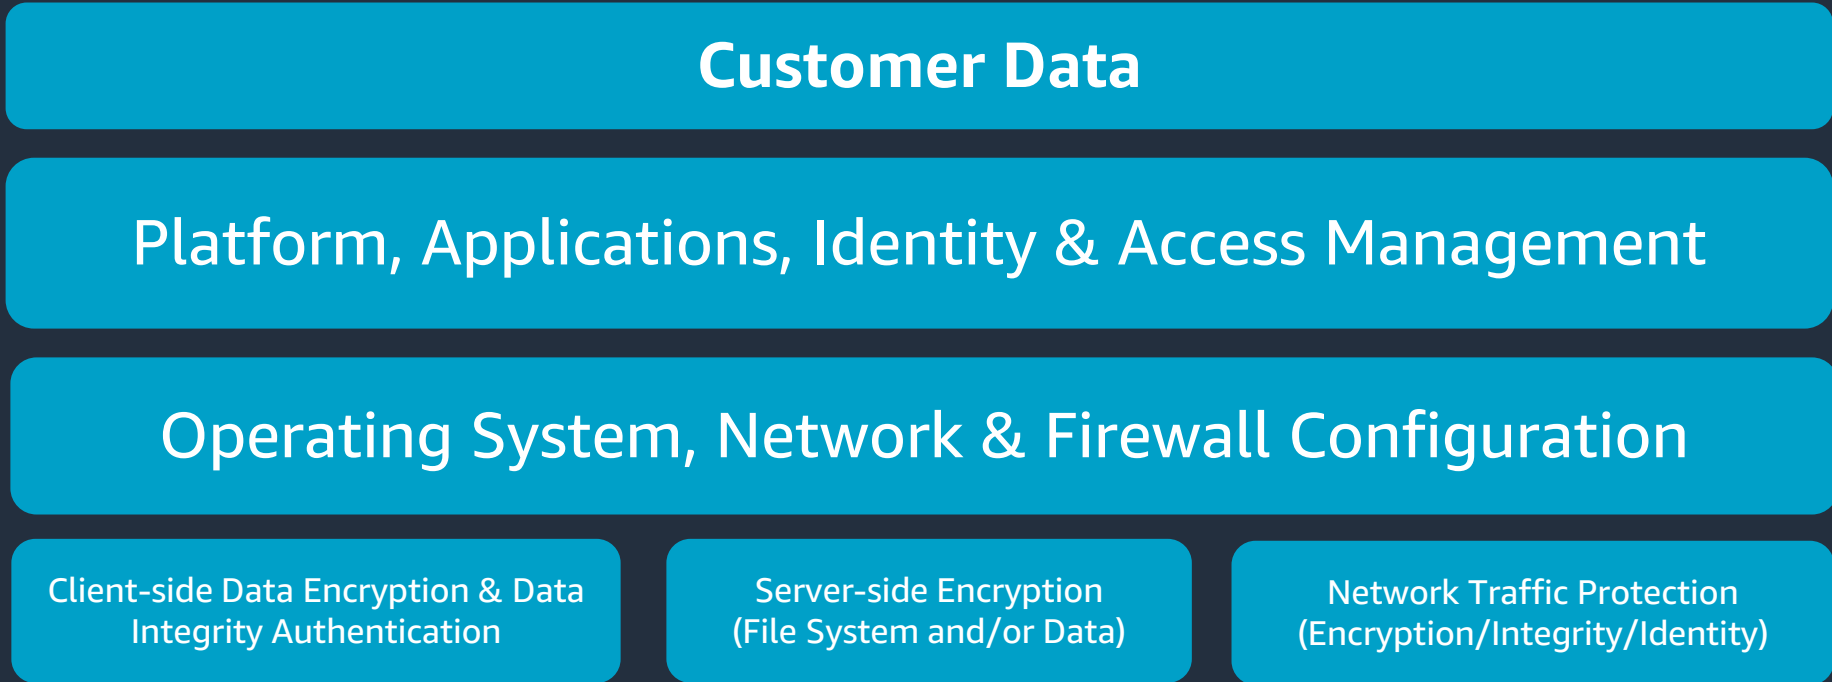 Customer Data
Platform, Applications, Identity & Access Management
Operating System, Network & Firewall Configuration
Client-side Data Encryption & Data
Integrity Authentication
Server-side Encryption
(File System and/or Data)
Network Traffic Protection
(Encryption/Integrity/Identity)